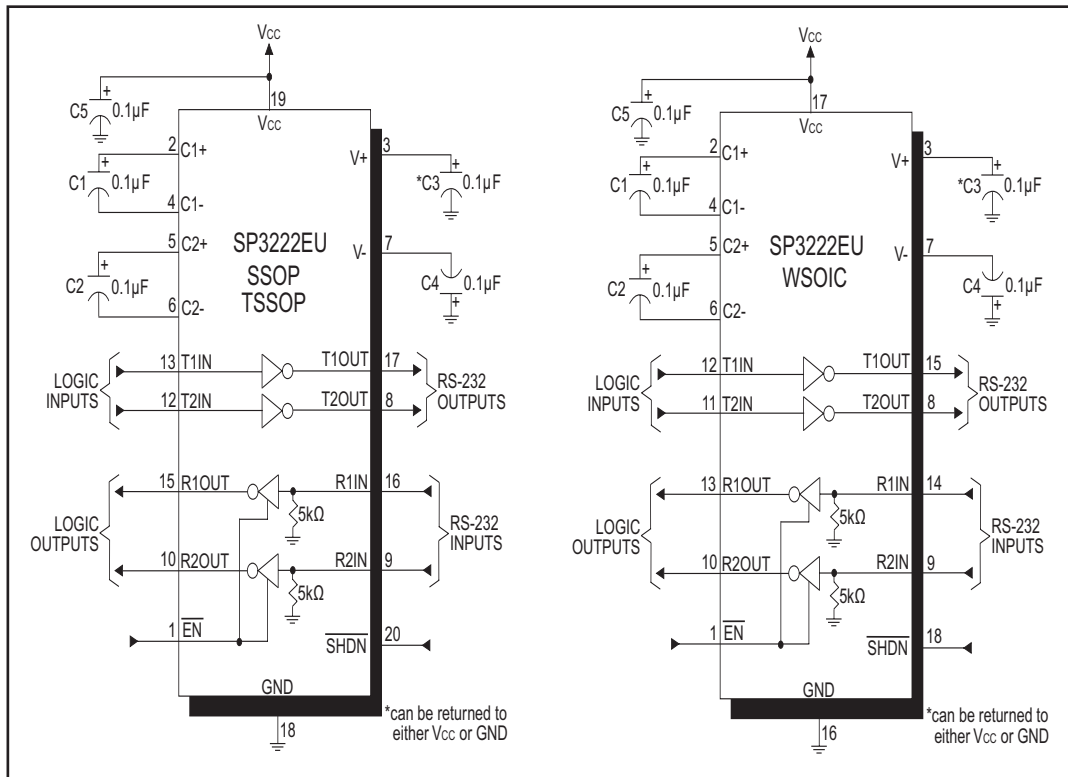 VCC
19
VCC
C5
+
0.1µF
2
C1+
C1
+
0.1µF
4
C1-
5
C2+
C2
+
0.1µF
6
C2-
3
V+
*C3
+
0.1µF
7
V-
C4
0.1µF
+
SP3222EU
SSOP
TSSOP
LOGIC
INPUTS
13 T1IN
T1OUT 17
12 T2IN
T2OUT 8
RS-232
OUTPUTS
LOGIC
OUTPUTS
15 R1OUT
R1IN 16
5kΩ
10 R2OUT
R2IN 9
5kΩ
RS-232
INPUTS
1 EN
SHDN 20
GND
18
*can be returned to
either VCC or GND
VCC
17
VCC
C5
+
0.1µF
2
C1+
C1
+
0.1µF
4
C1-
5
C2+
C2
+
0.1µF
6
C2-
3
V+
*C3
+
0.1µF
7
V-
C4
0.1µF
+
SP3222EU
WSOIC
LOGIC
INPUTS
12 T1IN
T1OUT 15
11 T2IN
T2OUT 8
RS-232
OUTPUTS
LOGIC
OUTPUTS
13 R1OUT
R1IN 14
5kΩ
10 R2OUT
R2IN 9
5kΩ
RS-232
INPUTS
1 EN
SHDN 18
GND
16
*can be returned to
either VCC or GND